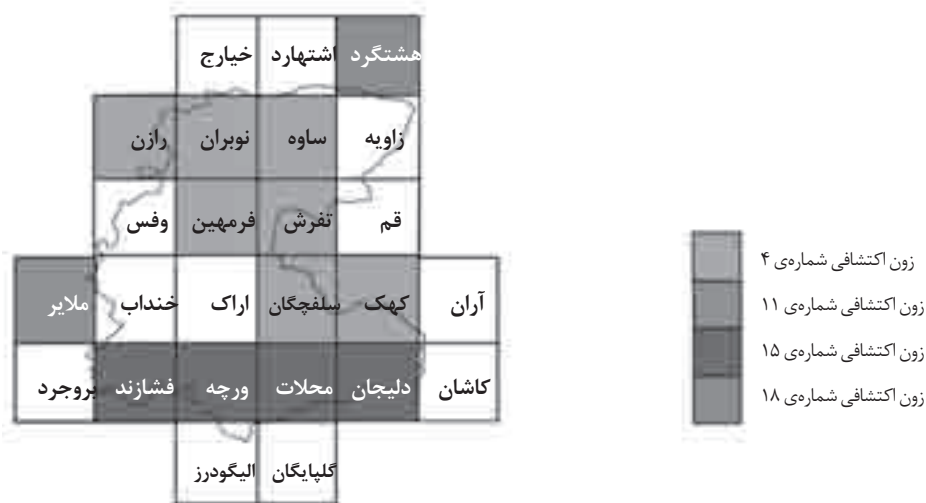 خیارج اشتهارد هشتگرد
رازن نوبران ساوه زاویه
وفس فرمهین تفرش قم
ملایر خنداب اراک سلفچگان کهک آران
بروجرد فشازند ورچه محلات دلیجان کاشان
الیگودرز گلپایگان
زون اکتشافی شماره‌ی ۴
زون اکتشافی شماره‌ی ۱۱
زون اکتشافی شماره‌ی ۱۵
زون اکتشافی شماره‌ی ۱۸